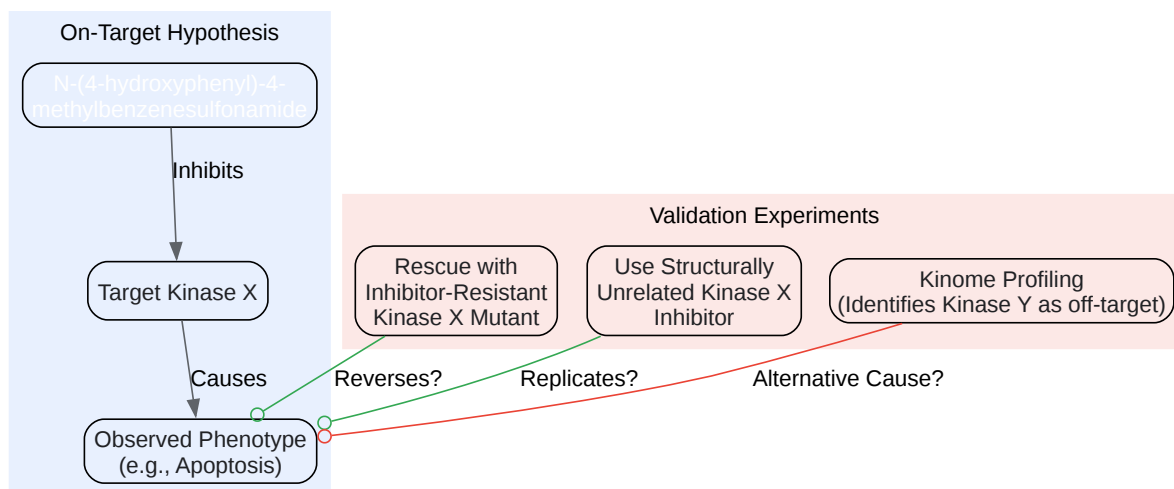 On-Target Hypothesis
N-(4-hydroxyphenyl)-4-
methylbenzenesulfonamide
Inhibits
Target Kinase X
Causes
Observed Phenotype
(e.g., Apoptosis)
Validation Experiments
Rescue with
Inhibitor-Resistant
Kinase X Mutant
Use Structurally
Unrelated Kinase X
Inhibitor
Kinome Profiling
(Identifies Kinase Y as off-target)
Reverses?
Replicates?
Alternative Cause?